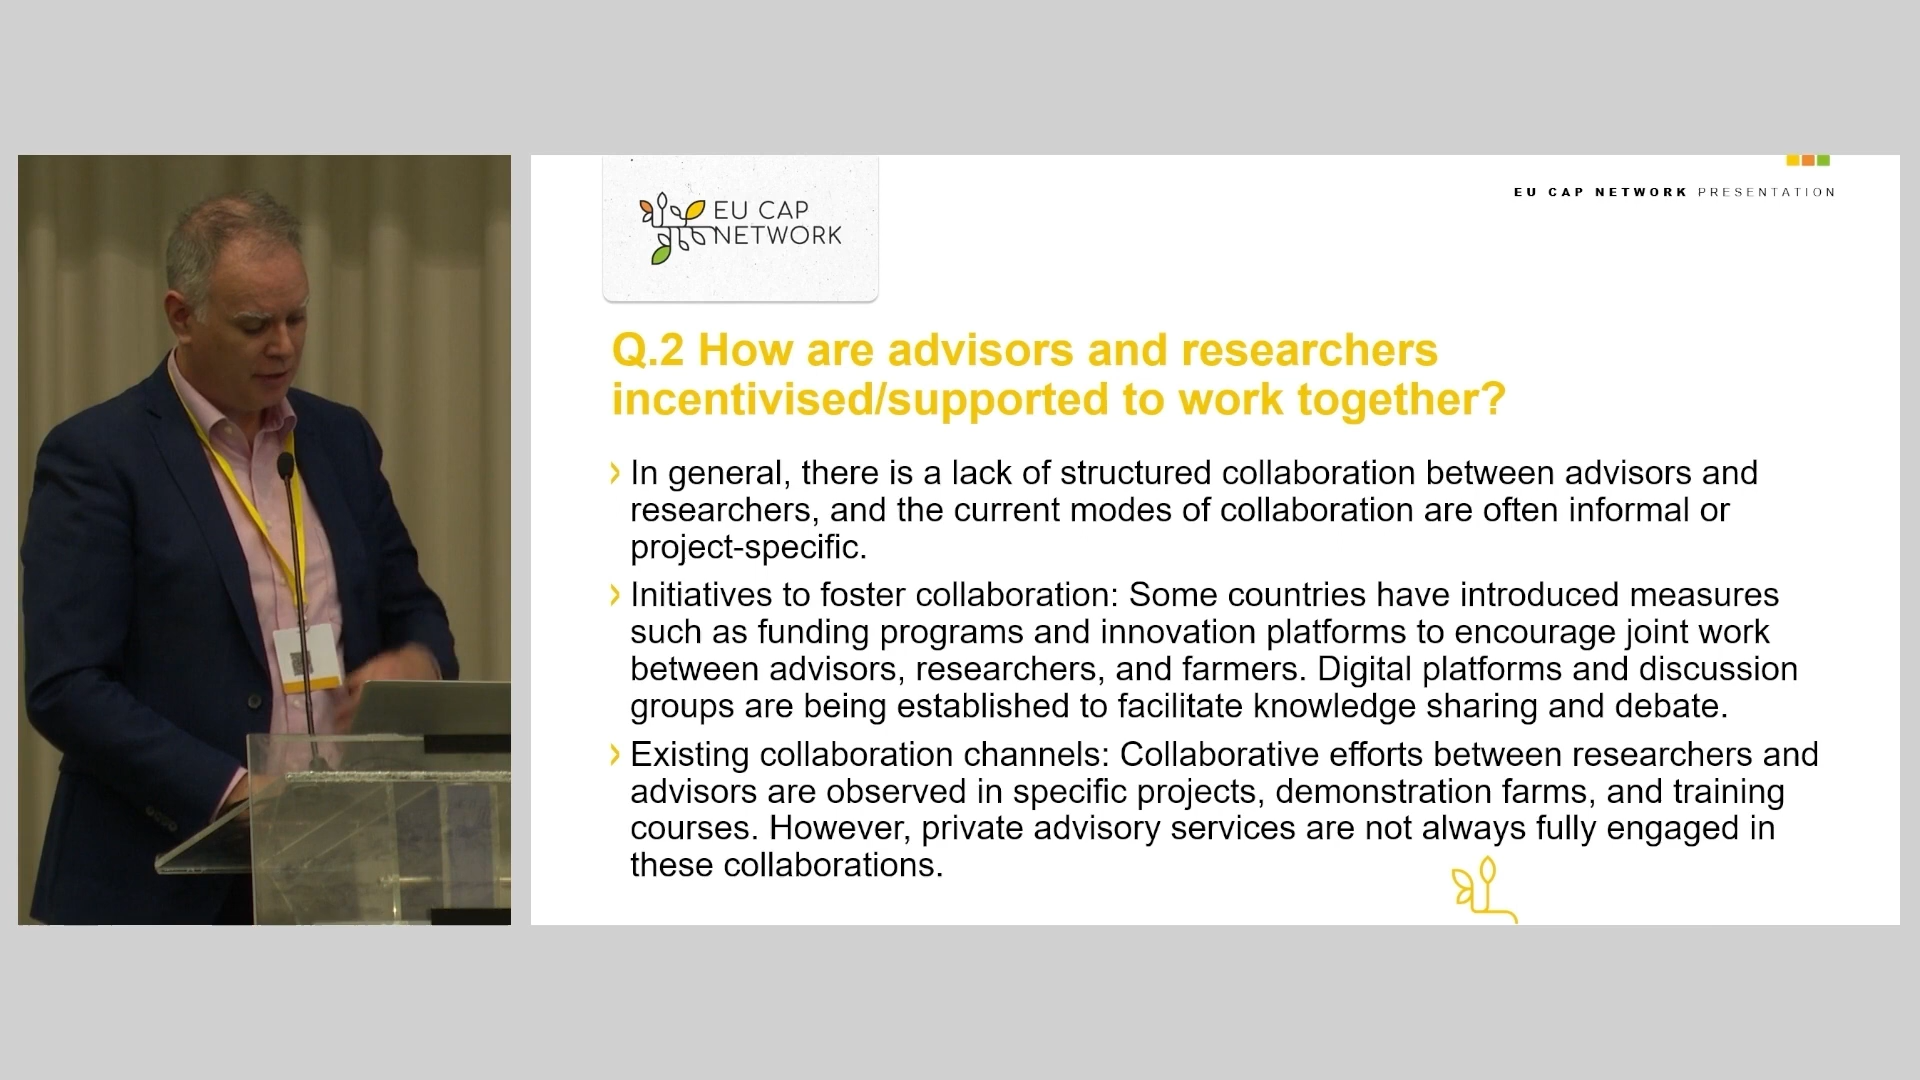 EU CAP
NETWORK
EU CAP NETWORK PRESENTATION
Q.2 How are advisors and researchers
incentivised/supported to work together?
In general, there is a lack of structured collaboration between advisors and
researchers, and the current modes of collaboration are often informal or
project-specific.
Initiatives to foster collaboration: Some countries have introduced measures
such as funding programs and innovation platforms to encourage joint work
between advisors, researchers, and farmers. Digital platforms and discussion
groups are being established to facilitate knowledge sharing and debate.
Existing collaboration channels: Collaborative efforts between researchers and
advisors are observed in specific projects, demonstration farms, and training
courses. However, private advisory services are not always fully engaged in
these collaborations.